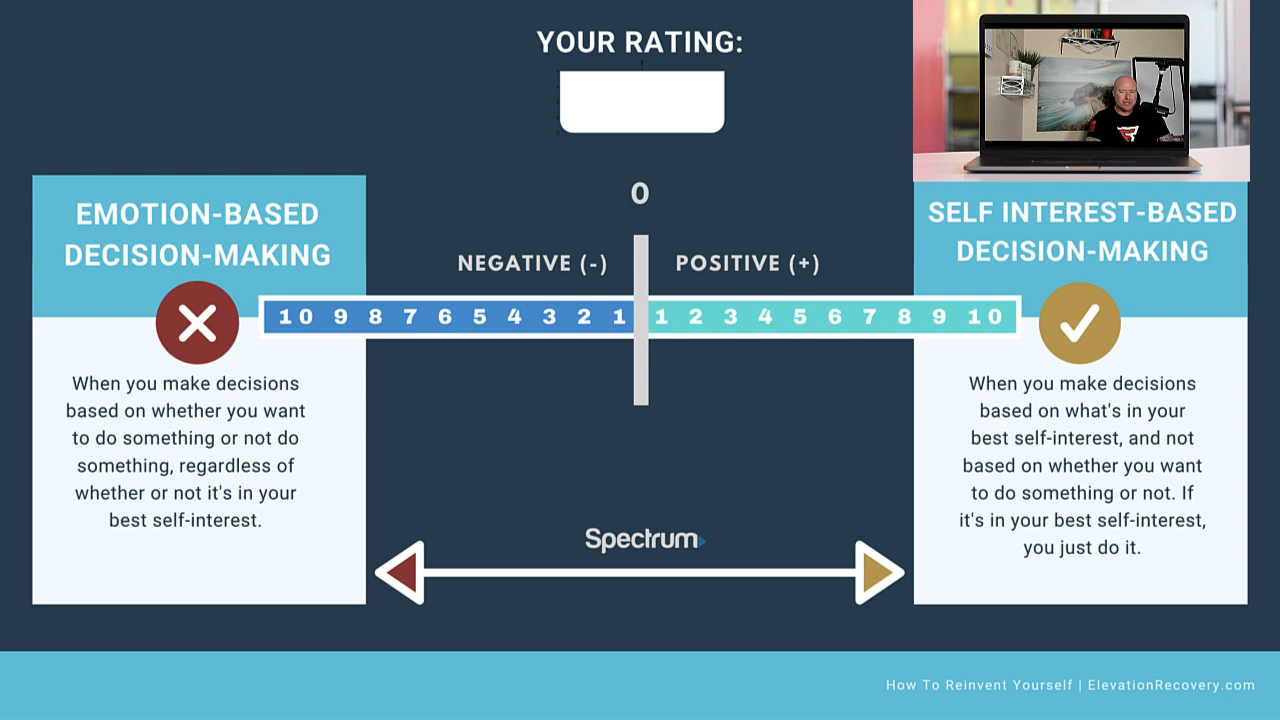 YOUR RATING:
0
EMOTION-BASED
DECISION-MAKING
SELF INTEREST-BASED
DECISION-MAKING
NEGATIVE (-)
POSITIVE (+)
10 9 8 7 6 5 4 3 2 1
1 2 3 4 5 6 7 8 9 10
When you make decisions
based on whether you want
to do something or not do
something, regardless of
whether or not it's in your
best self-interest.
When you make decisions
based on what's in your
best self-interest, and not
based on whether you want
to do something or not. If
it's in your best self-interest,
you just do it.
Spectrum
How To Reinvent Yourself | ElevationRecovery.com